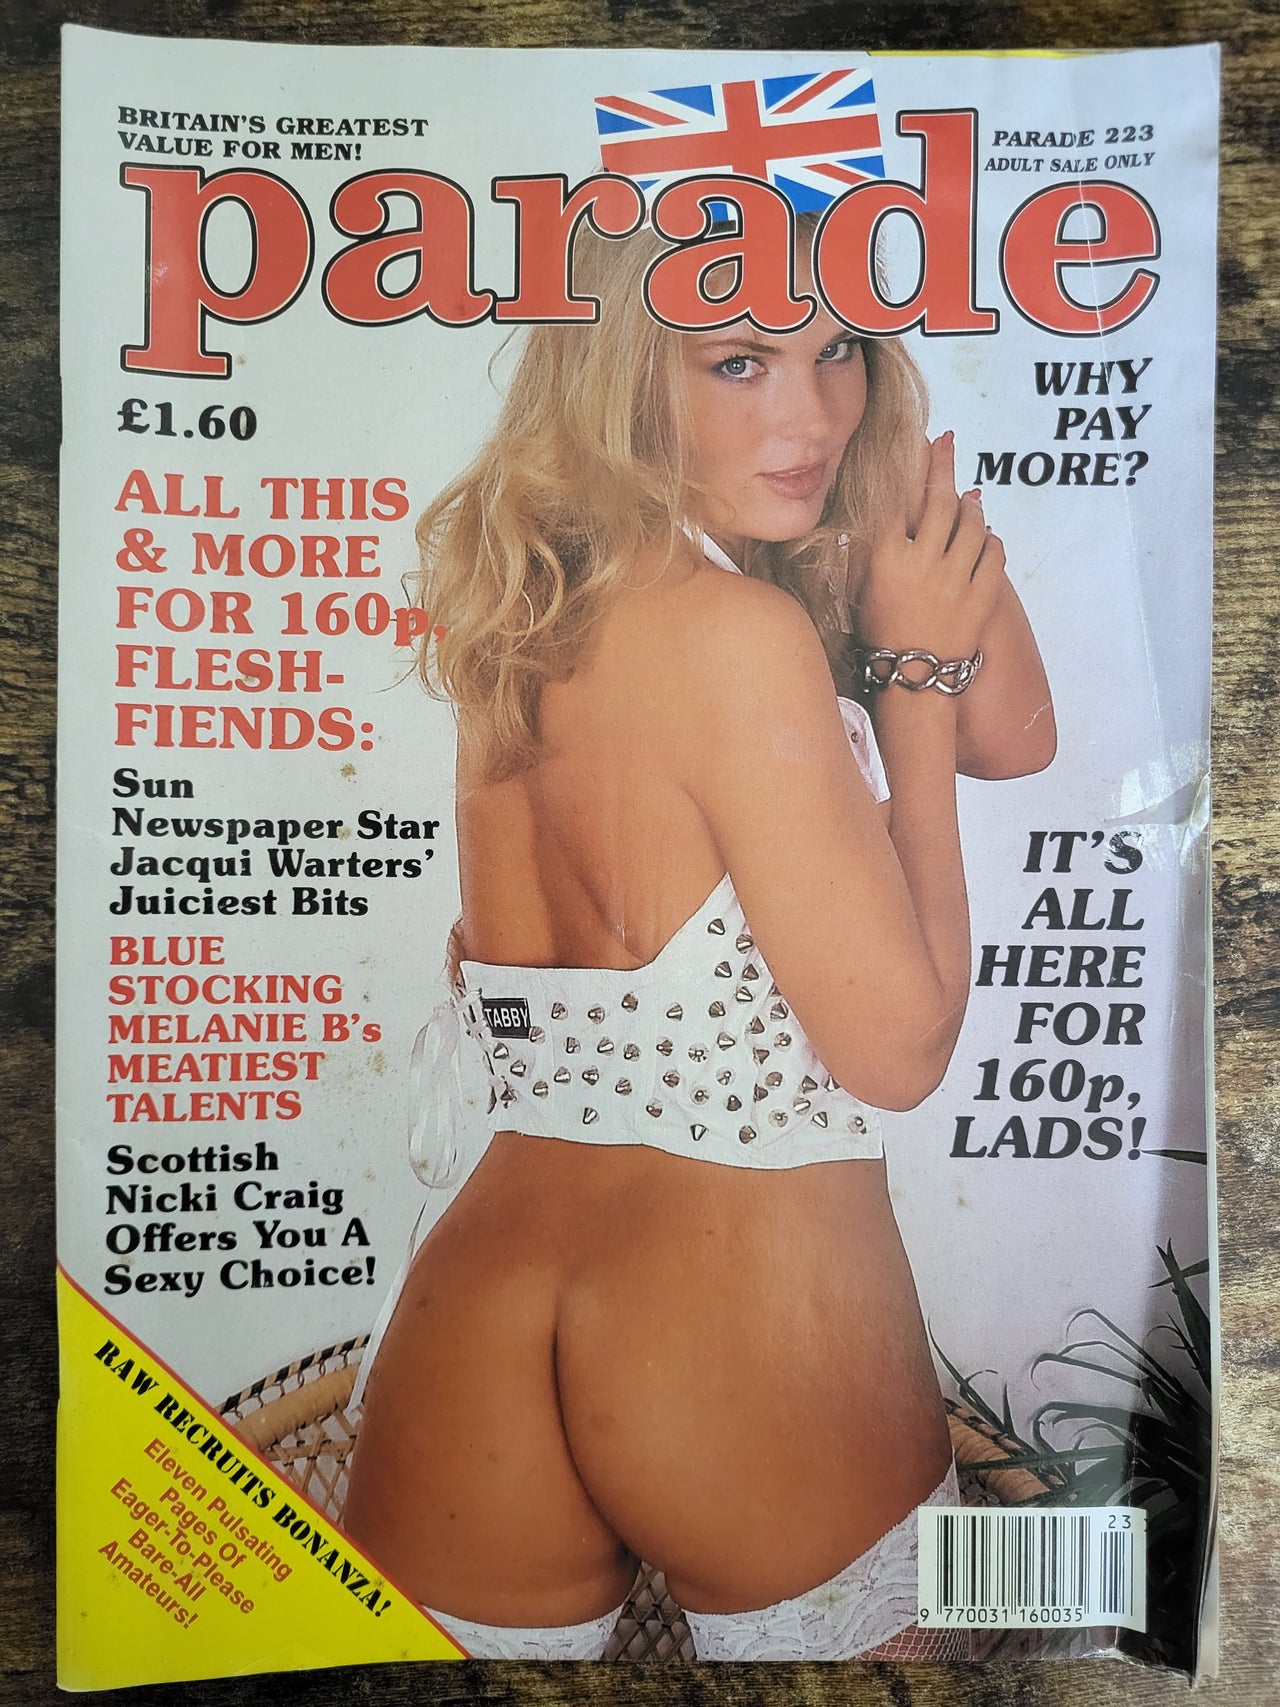 BRITAIN'S GREATEST
VALUE FOR MEN!
parade
PARADE 223
ADULT SALE ONLY
£1.60
WHY
PAY
MORE?
ALL THIS
& MORE
FOR 160p,
FLESH-
FIENDS:
Sun
Newspaper Star
Jacqui Warters'
Juiciest Bits
BLUE
STOCKING
MELANIE B's
MEATIEST
TALENTS
Scottish
Nicki Craig
Offers You A
Sexy Choice!
IT'S
ALL
HERE
FOR
160p,
LADS!
TABBY
RAW RECRUITS BONANZA!
Eleven Pulsating
Pages Of
Eager-To-Please
Bare-All
Amateurs!
23
9 770031 160035